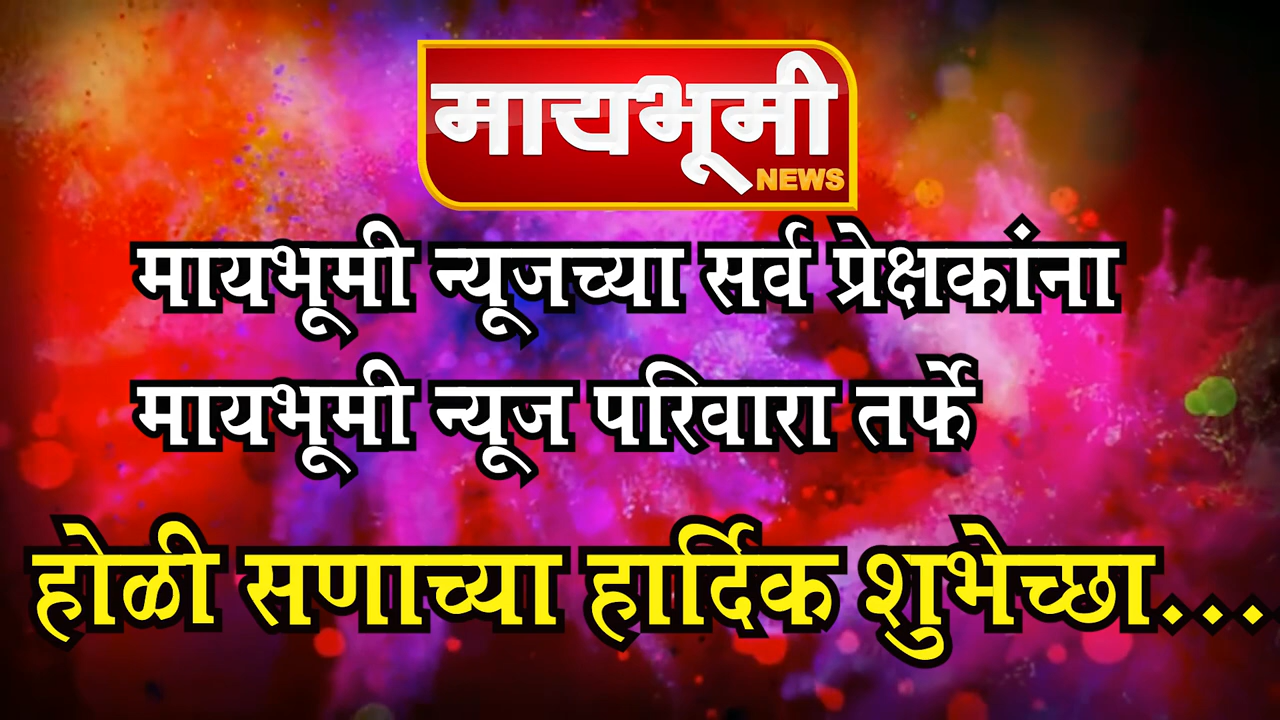 मायभूमी
NEWS
मायभूमी न्यूजच्या सर्व प्रेक्षकांना
मायभूमी न्यूज परिवारा तर्फे
होळी सणाच्या हार्दिक शुभेच्छा...